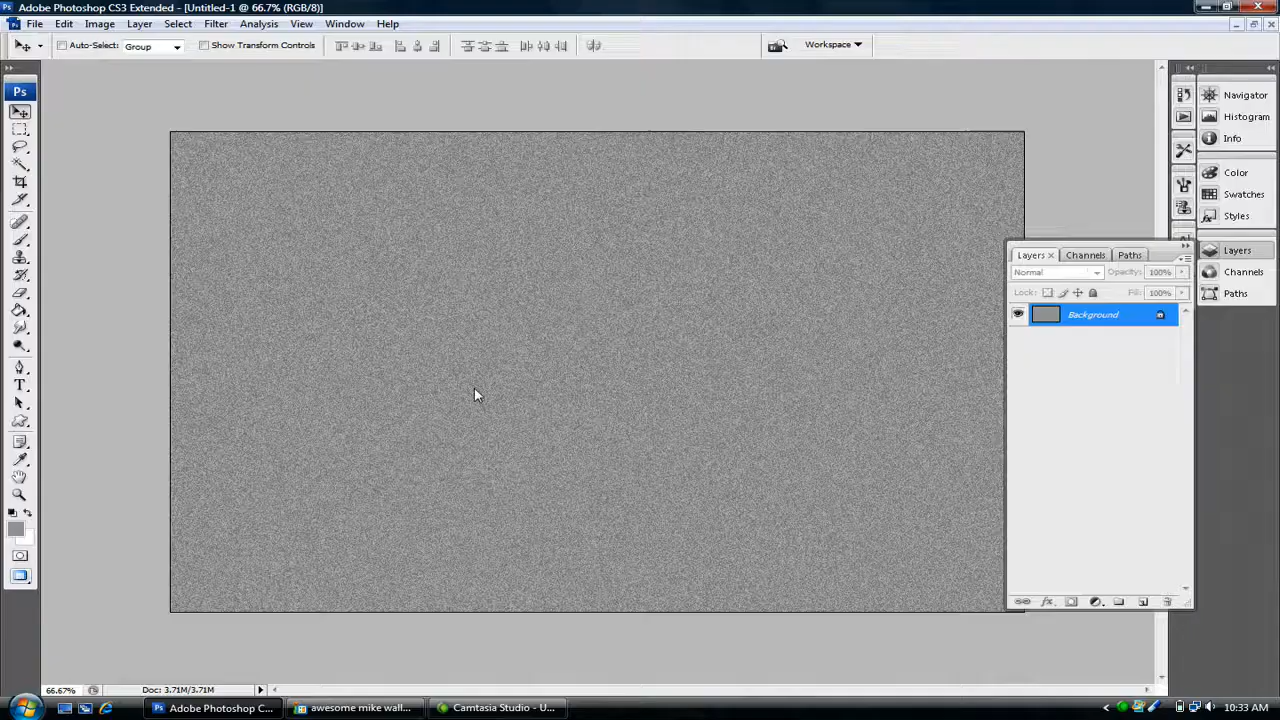 Adobe Photoshop CS3 Extended - [Untitled-1 @ 66.7% (RGB/8)]
File Edit Image Layer Select Filter Analysis View Window Help
Auto-Select: Group Show Transform Controls Workspace
Ps
Navigator
Histogram
Info
Color
Swatches
Styles
Layers
Channels
Paths
Layers Channels Paths
Normal Opacity: 100%
Lock: Fill: 100%
Background
T
66.67% Doc: 3.71M/3.71M
Ps Adobe Photoshop C... awesome mike wall... Camtasia Studio - U... 10:33 AM